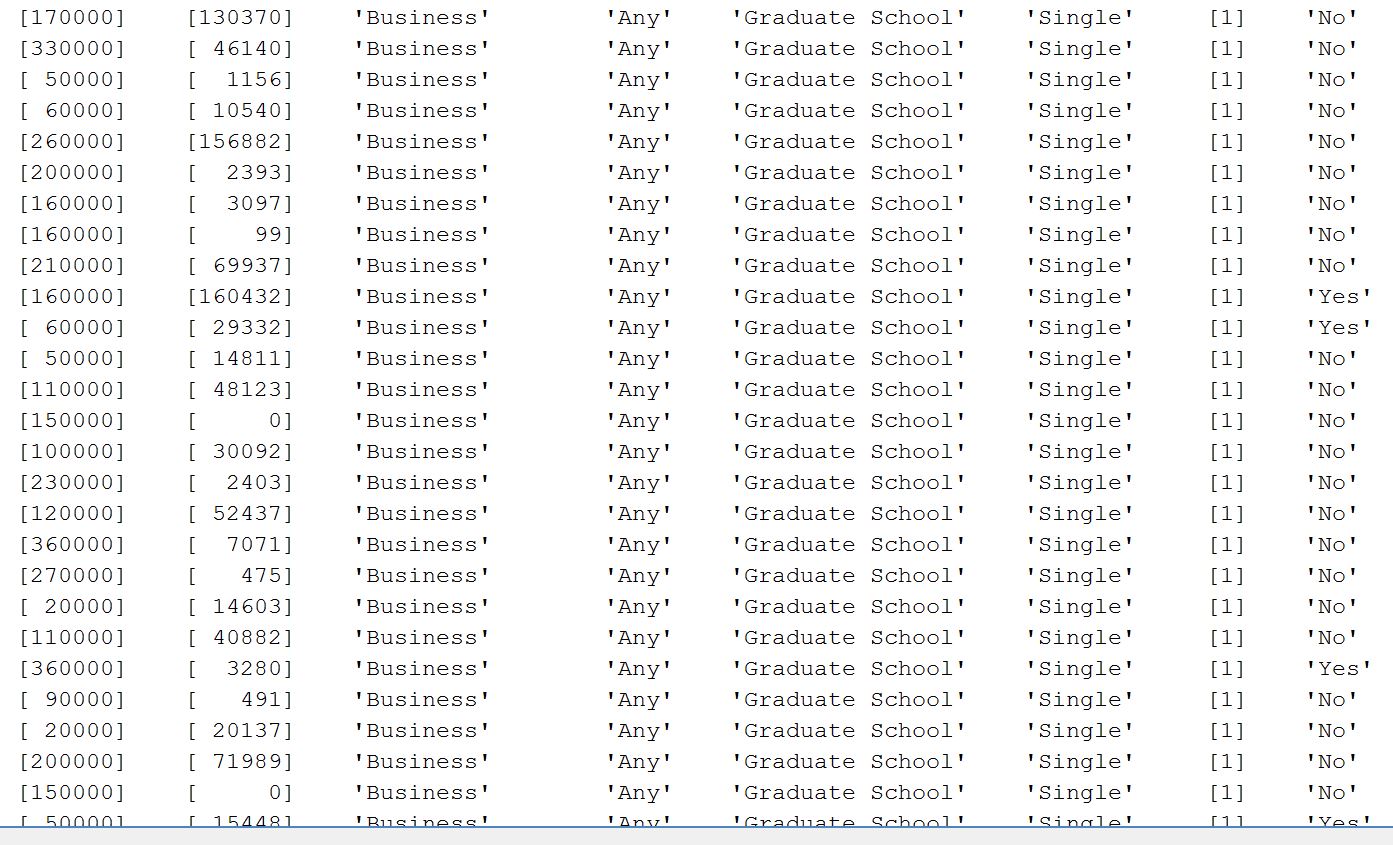 [170000] [130370] 'Business' 'Any' 'Graduate School' 'Single' [1] 'No'
[330000] [ 46140] 'Business' 'Any' 'Graduate School' 'Single' [1] 'No'
[ 50000] [ 1156] 'Business' 'Any' 'Graduate School' 'Single' [1] 'No'
[ 60000] [ 10540] 'Business' 'Any' 'Graduate School' 'Single' [1] 'No'
[260000] [156882] 'Business' 'Any' 'Graduate School' 'Single' [1] 'No'
[200000] [ 2393] 'Business' 'Any' 'Graduate School' 'Single' [1] 'No'
[160000] [ 3097] 'Business' 'Any' 'Graduate School' 'Single' [1] 'No'
[160000] [ 99] 'Business' 'Any' 'Graduate School' 'Single' [1] 'No'
[210000] [ 69937] 'Business' 'Any' 'Graduate School' 'Single' [1] 'No'
[160000] [160432] 'Business' 'Any' 'Graduate School' 'Single' [1] 'Yes'
[ 60000] [ 29332] 'Business' 'Any' 'Graduate School' 'Single' [1] 'Yes'
[ 50000] [ 14811] 'Business' 'Any' 'Graduate School' 'Single' [1] 'No'
[110000] [ 48123] 'Business' 'Any' 'Graduate School' 'Single' [1] 'No'
[150000] [ 0] 'Business' 'Any' 'Graduate School' 'Single' [1] 'No'
[100000] [ 30092] 'Business' 'Any' 'Graduate School' 'Single' [1] 'No'
[230000] [ 2403] 'Business' 'Any' 'Graduate School' 'Single' [1] 'No'
[120000] [ 52437] 'Business' 'Any' 'Graduate School' 'Single' [1] 'No'
[360000] [ 7071] 'Business' 'Any' 'Graduate School' 'Single' [1] 'No'
[270000] [ 475] 'Business' 'Any' 'Graduate School' 'Single' [1] 'No'
[ 20000] [ 14603] 'Business' 'Any' 'Graduate School' 'Single' [1] 'No'
[110000] [ 40882] 'Business' 'Any' 'Graduate School' 'Single' [1] 'No'
[360000] [ 3280] 'Business' 'Any' 'Graduate School' 'Single' [1] 'Yes'
[ 90000] [ 491] 'Business' 'Any' 'Graduate School' 'Single' [1] 'No'
[ 20000] [ 20137] 'Business' 'Any' 'Graduate School' 'Single' [1] 'No'
[200000] [ 71989] 'Business' 'Any' 'Graduate School' 'Single' [1] 'No'
[150000] [ 0] 'Business' 'Any' 'Graduate School' 'Single' [1] 'No'
[ 50000] [ 15448] 'Business' 'Any' 'Graduate School' 'Single' [1] 'Yes'